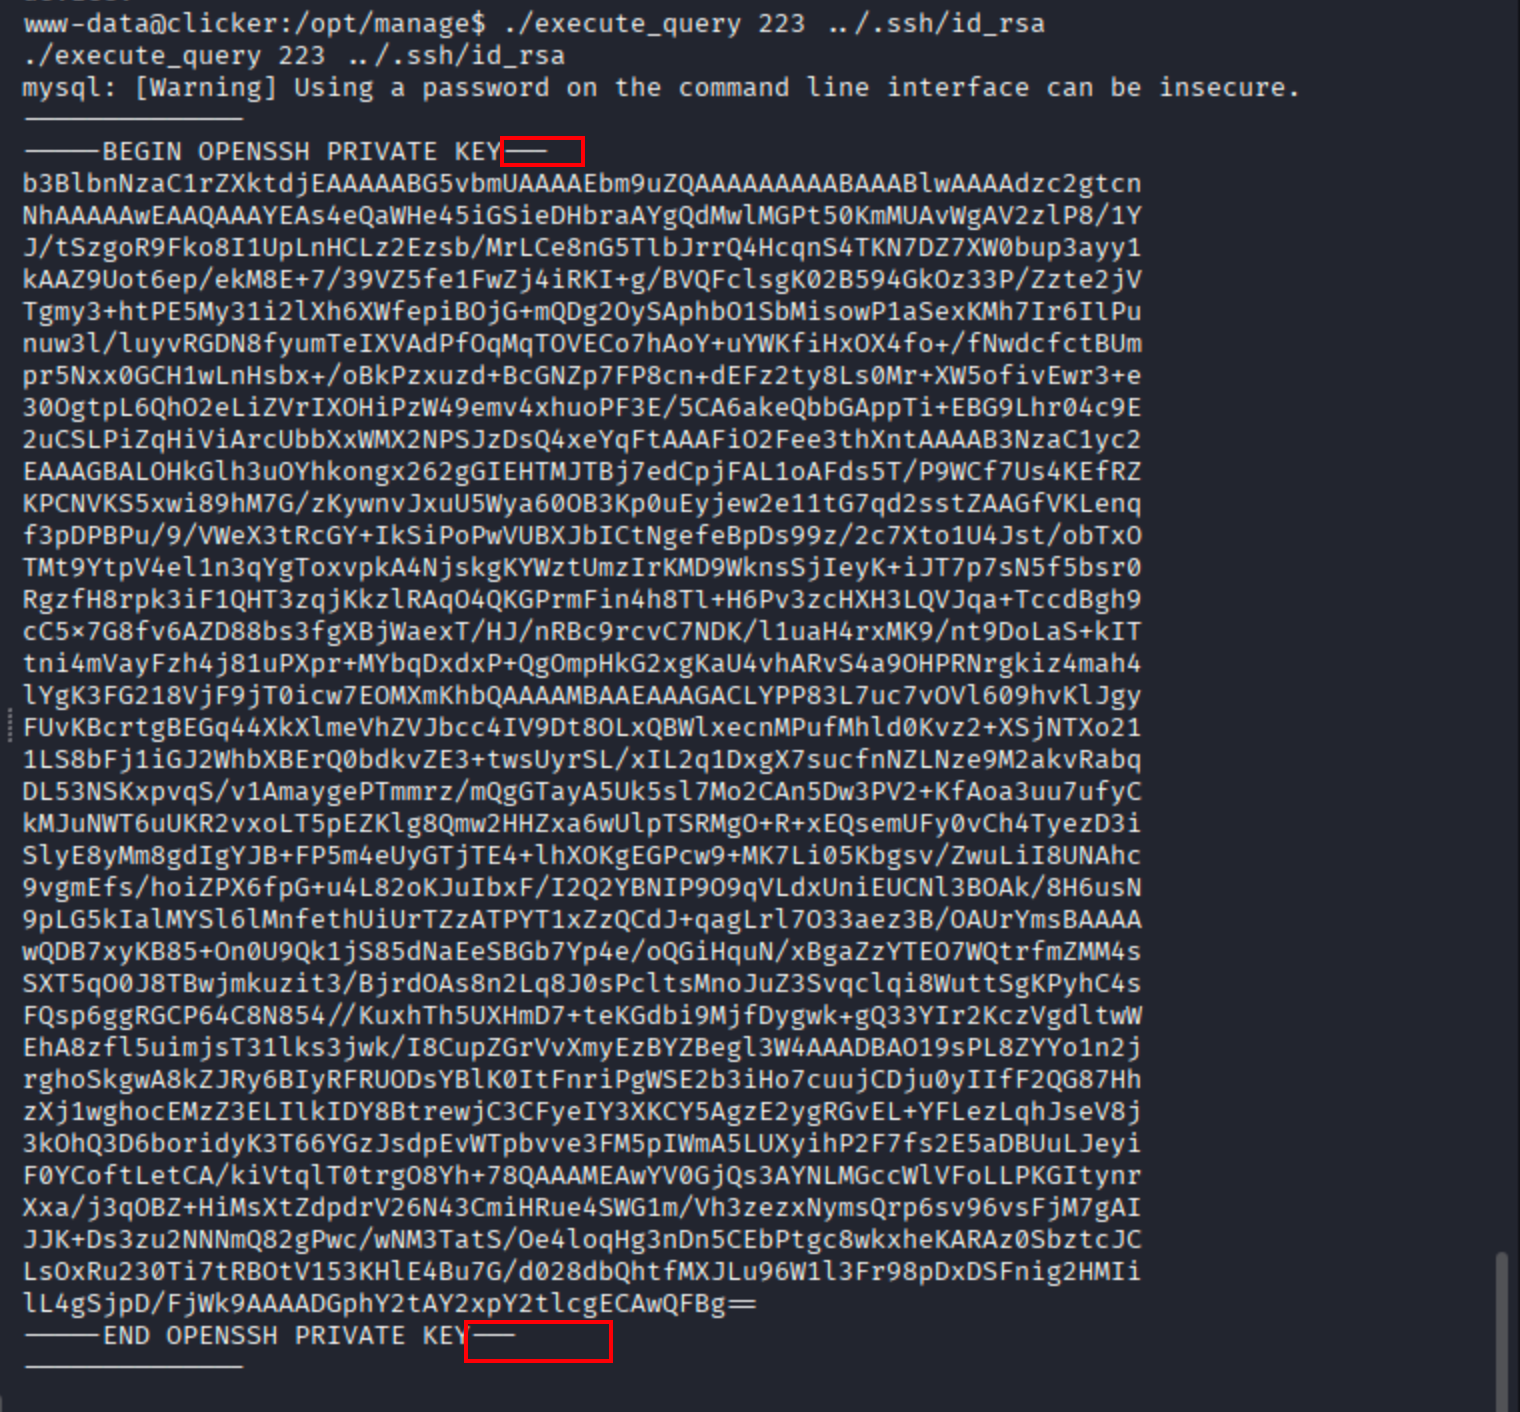 www-data@clicker:/opt/manage$ ./execute_query 223 ../.ssh/id_rsa
./execute_query 223 ../.ssh/id_rsa
mysql: [Warning] Using a password on the command line interface can be insecure.
--------------
-----BEGIN OPENSSH PRIVATE KEY---
b3BlbnNzaC1rZXktdjEAAAAABG5vbmUAAAAEbm9uZQAAAAAAAAABAAABlwAAAAdzc2gtcn
NhAAAAAwEAAQAAAYEAs4eQaWHe45iGSieDHbraAYgQdMwlMGPt50KmMUAvWgAV2zlP8/1Y
J/tSzgoR9Fko8I1UpLnHCLz2Ezsb/MrLCe8nG5TlbJrrQ4HcqnS4TKN7DZ7XW0bup3ayy1
kAAZ9Uot6ep/ekM8E+7/39VZ5fe1FwZj4iRKI+g/BVQFclsgK02B594GkOz33P/Zzte2jV
Tgmy3+htPE5My31i2lXh6XWfepiBOjG+mQDg2OySAphbO1SbMisowP1aSexKMh7Ir6IlPu
nuw3l/luyvRGDN8fyumTeIXVAdPfOqMqTOVECo7hAoY+uYWKfiHxOX4fo+/fNwdcfctBUm
pr5Nxx0GCH1wLnHsbx+/oBkPzxuzd+BcGNZp7FP8cn+dEFz2ty8Ls0Mr+XW5ofivEwr3+e
30OgtpL6QhO2eLiZVrIXOHiPzW49emv4xhuoPF3E/5CA6akeQbbGAppTi+EBG9Lhr04c9E
2uCSLPiZqHiViArcUbbXxWMX2NPSJzDsQ4xeYqFtAAAFiO2Fee3thXntAAAAB3NzaC1yc2
EAAAGBALOHkGlh3uOYhkongx262gGIEHTMJTBj7edCpjFAL1oAFds5T/P9WCf7Us4KEfRZ
KPCNVKS5xwi89hM7G/zKywnvJxuU5Wya60OB3Kp0uEyjew2e11tG7qd2sstZAAGfVKLenq
f3pDPBPu/9/VWeX3tRcGY+IkSiPoPwVUBXJbICtNgefeBpDs99z/2c7Xto1U4Jst/obTxO
TMt9YtpV4el1n3qYgToxvpkA4NjskgKYWztUmzIrKMD9WknsSjIeyK+iJT7p7sN5f5bsr0
RgzfH8rpk3iF1QHT3zqjKkzlRAqO4QKGPrmFin4h8Tl+H6Pv3zcHXH3LQVJqa+TccdBgh9
cC5x7G8fv6AZD88bs3fgXBjWaexT/HJ/nRBc9rcvC7NDK/l1uaH4rxMK9/nt9DoLaS+kIT
tni4mVayFzh4j81uPXpr+MYbqDxdxP+QgOmpHkG2xgKaU4vhARvS4a9OHPRNrgkiz4mah4
lYgK3FG218VjF9jT0icw7EOMXmKhbQAAAAMBAAEAAAGACLYPP83L7uc7vOVl609hvKlJgy
FUvKBcrtgBEGq44XkXlmeVhZVJbcc4IV9Dt8OLxQBWlxecnMPufMhld0Kvz2+XSjNTXo21
1LS8bFj1iGJ2WhbXBErQ0bdkvZE3+twsUyrSL/xIL2q1DxgX7sucfnNZLNze9M2akvRabq
DL53NSKxpvqS/v1AmaygePTmmrz/mQgGTayA5Uk5sl7Mo2CAn5Dw3PV2+KfAoa3uu7ufyC
kMJuNWT6uUKR2vxoLT5pEZKlg8Qmw2HHZxa6wUlpTSRMgO+R+xEQsemUFy0vCh4TyezD3i
SlyE8yMm8gdIgYJB+FP5m4eUyGTjTE4+lhXOKgEGPcw9+MK7Li05Kbgsv/ZwuLiI8UNAhc
9vgmEfs/hoiZPX6fpG+u4L82oKJuIbxF/I2Q2YBNIP9O9qVLdxUniEUCNl3BOAk/8H6usN
9pLG5kIalMYSl6lMnfethUiUrTZzATPYT1xZzQCdJ+qagLrl7O33aez3B/OAUrYmsBAAAA
wQDB7xyKB85+On0U9Qk1jS85dNaEeSBGb7Yp4e/oQGiHquN/xBgaZzYTEO7WQtrfmZMM4s
SXT5qO0J8TBwjmkuzit3/BjrdOAs8n2Lq8J0sPcltsMnoJuZ3Svqclqi8WuttSgKPyhC4s
FQsp6ggRGCP64C8N854//KuxhTh5UXHmD7+teKGdbi9MjfDygwk+gQ33YIr2KczVgdltwW
EhA8zfl5uimjsT31lks3jwk/I8CupZGrVvXmyEzBYZBegl3W4AAADBAO19sPL8ZYYo1n2j
rghoSkgwA8kZJRy6BIyRFRUODsYBlK0ItFnriPgWSE2b3iHo7cuujCDju0yIIfF2QG87Hh
zXj1wghocEMzZ3ELIlkIDY8BtrewjC3CFyeIY3XKCY5AgzE2ygRGvEL+YFLezLqhJseV8j
3kOhQ3D6boridyK3T66YGzJsdpEvWTpbvve3FM5pIWmA5LUXyihP2F7fs2E5aDBUuLJeyi
F0YCoftLetCA/kiVtqlT0trgO8Yh+78QAAAMEAwYV0GjQs3AYNLMGccWlVFoLLPKGItynr
Xxa/j3qOBZ+HiMsXtZdpdrV26N43CmiHRue4SWG1m/Vh3zezxNymsQrp6sv96vsFjM7gAI
JJK+Ds3zu2NNNmQ82gPwc/wNM3TatS/Oe4loqHg3nDn5CEbPtgc8wkxheKARAz0SbztcJC
LsOxRu230Ti7tRBOtV153KHlE4Bu7G/d028dbQhtfMXJLu96W1l3Fr98pDxDSFnig2HMIi
lL4gSjpD/FjWk9AAAADGphY2tAY2xpY2tlcgECAwQFBg==
-----END OPENSSH PRIVATE KEY---
--------------